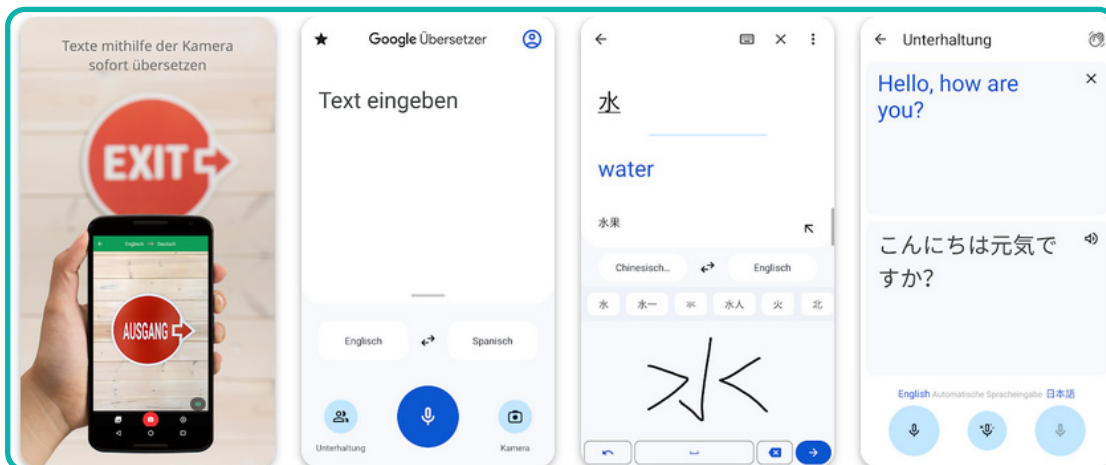 Texte mithilfe der Kamera
sofort übersetzen
EXIT
Englisch → Deutsch
AUSGANG
Google Übersetzer
Text eingeben
Englisch
Spanisch
Unterhaltung
Kamera
水
water
水果
Chinesisch...
Englisch
水 水一 水人 火 北
水
Unterhaltung
Hello, how are
you?
こんにちは元気で
すか?
English Automatische Spracheingabe 日本語